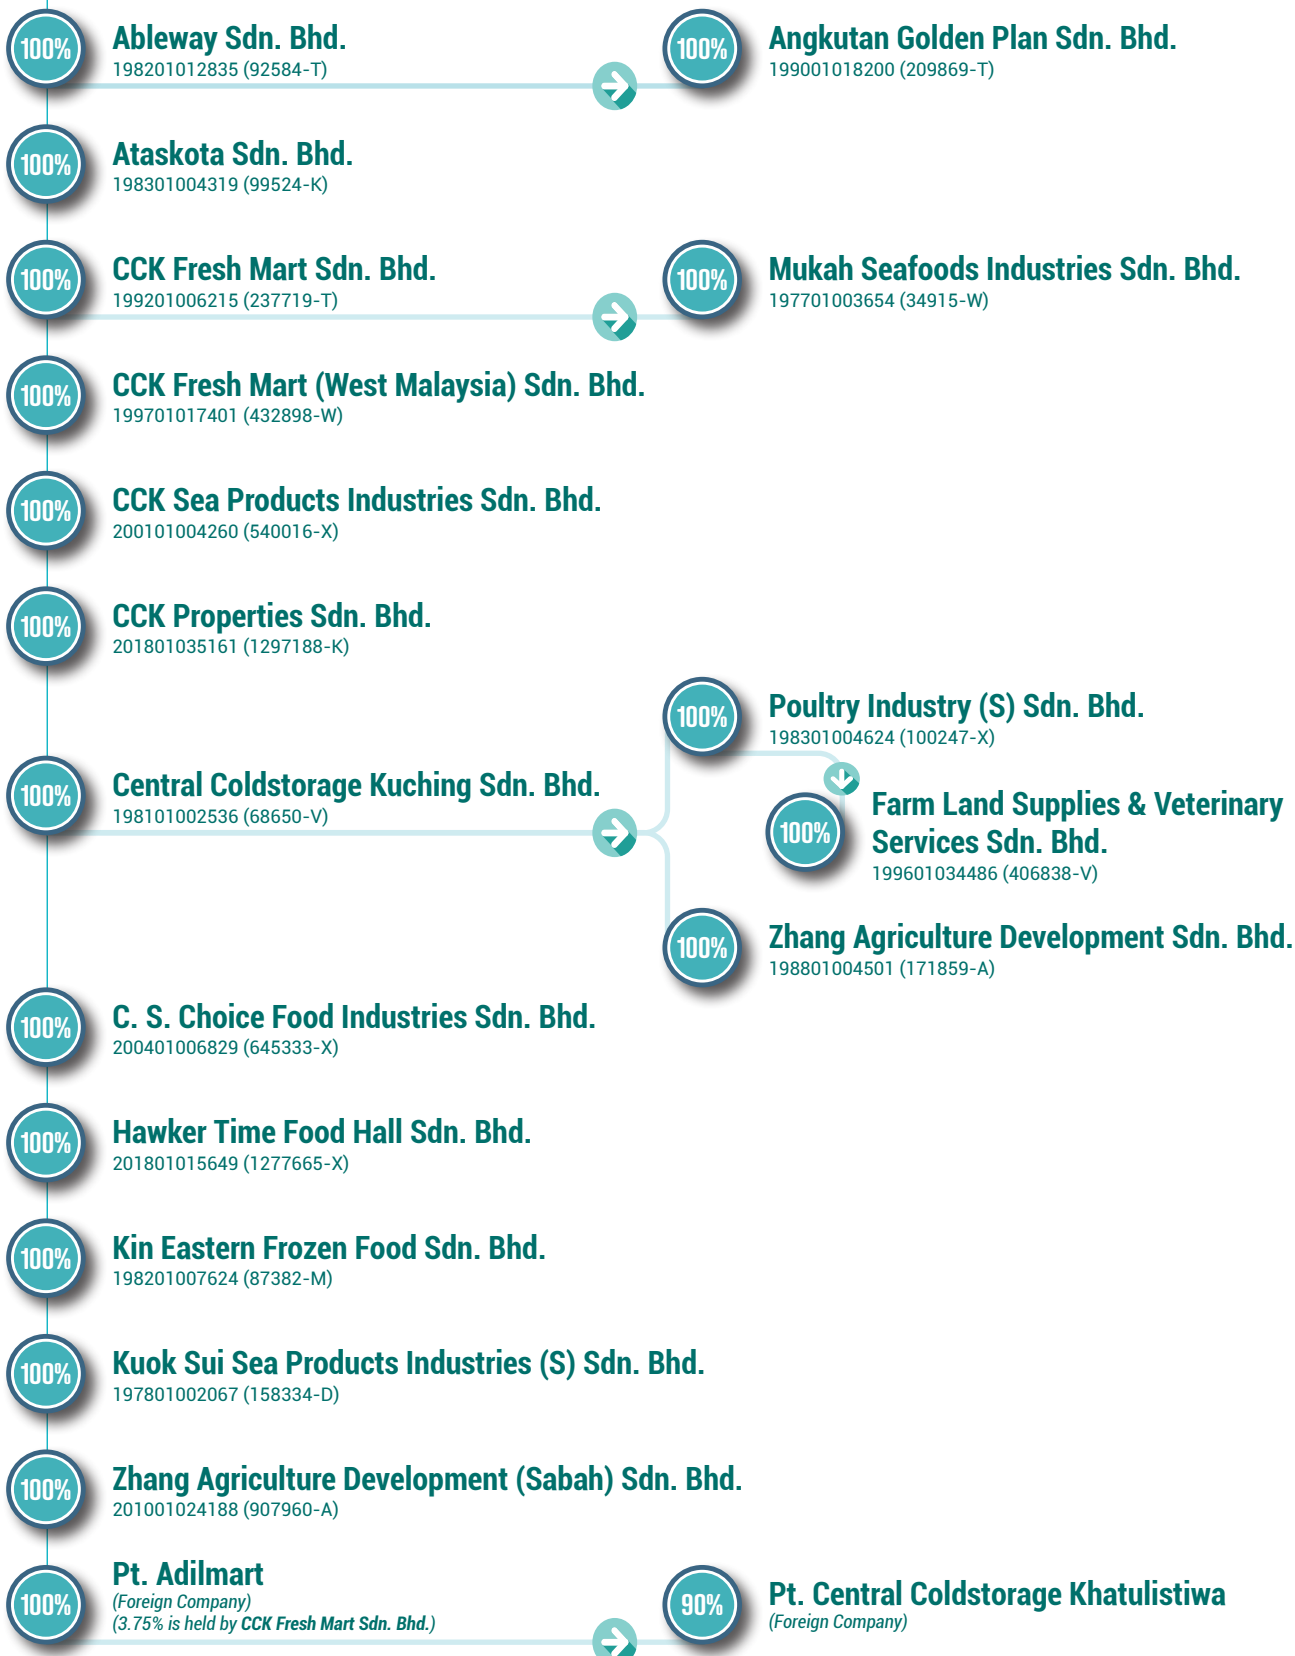 100%
Ableway Sdn. Bhd.
198201012835 (92584-T)
100%
Angkutan Golden Plan Sdn. Bhd.
199001018200 (209869-T)
100%
Ataskota Sdn. Bhd.
198301004319 (99524-K)
100%
CCK Fresh Mart Sdn. Bhd.
199201006215 (237719-T)
100%
Mukah Seafoods Industries Sdn. Bhd.
197701003654 (34915-W)
100%
CCK Fresh Mart (West Malaysia) Sdn. Bhd.
199701017401 (432898-W)
100%
CCK Sea Products Industries Sdn. Bhd.
200101004260 (540016-X)
100%
CCK Properties Sdn. Bhd.
201801035161 (1297188-K)
100%
Central Coldstorage Kuching Sdn. Bhd.
198101002536 (68650-V)
100%
Poultry Industry (S) Sdn. Bhd.
198301004624 (100247-X)
100%
Farm Land Supplies & Veterinary
Services Sdn. Bhd.
199601034486 (406838-V)
100%
Zhang Agriculture Development Sdn. Bhd.
198801004501 (171859-A)
100%
C. S. Choice Food Industries Sdn. Bhd.
200401006829 (645333-X)
100%
Hawker Time Food Hall Sdn. Bhd.
201801015649 (1277665-X)
100%
Kin Eastern Frozen Food Sdn. Bhd.
198201007624 (87382-M)
100%
Kuok Sui Sea Products Industries (S) Sdn. Bhd.
197801002067 (158334-D)
100%
Zhang Agriculture Development (Sabah) Sdn. Bhd.
201001024188 (907960-A)
100%
Pt. Adilmart
(Foreign Company)
(3.75% is held by CCK Fresh Mart Sdn. Bhd.)
90%
Pt. Central Coldstorage Khatulistiwa
(Foreign Company)